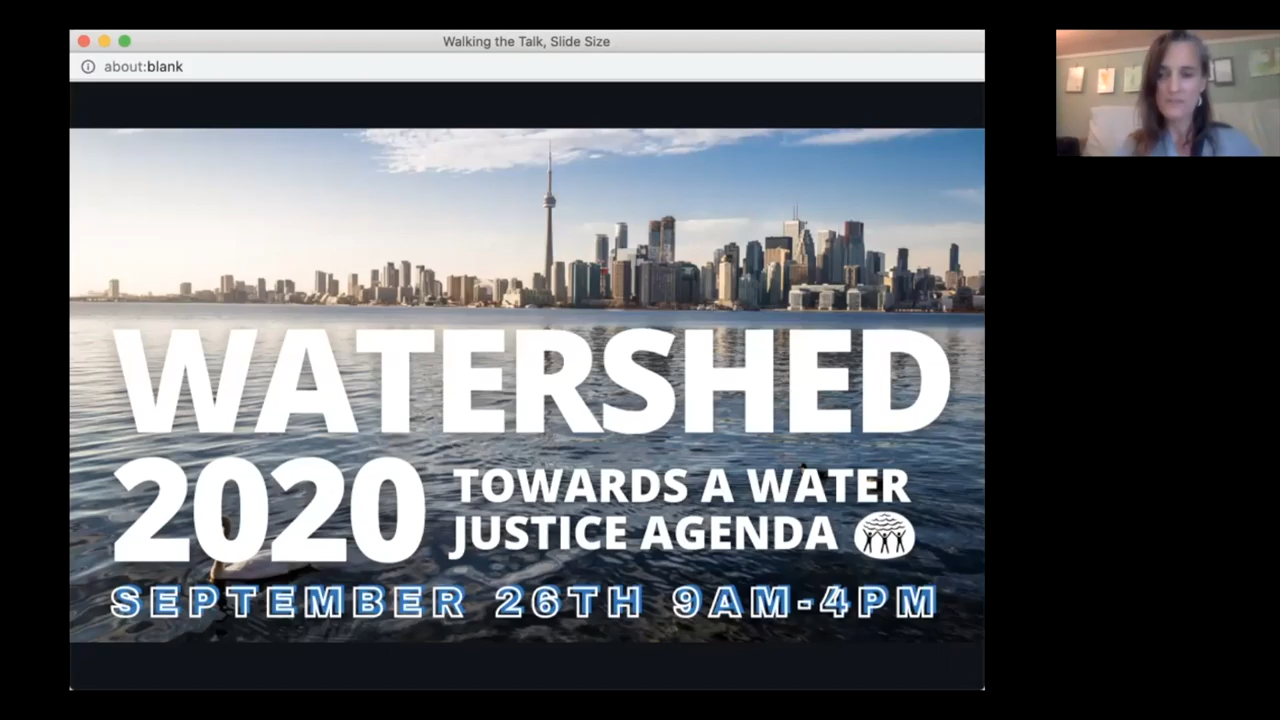 Walking the Talk, Slide Size
about:blank
WATERSHED
2020
TOWARDS A WATER
JUSTICE AGENDA
SEPTEMBER 26TH 9AM-4PM